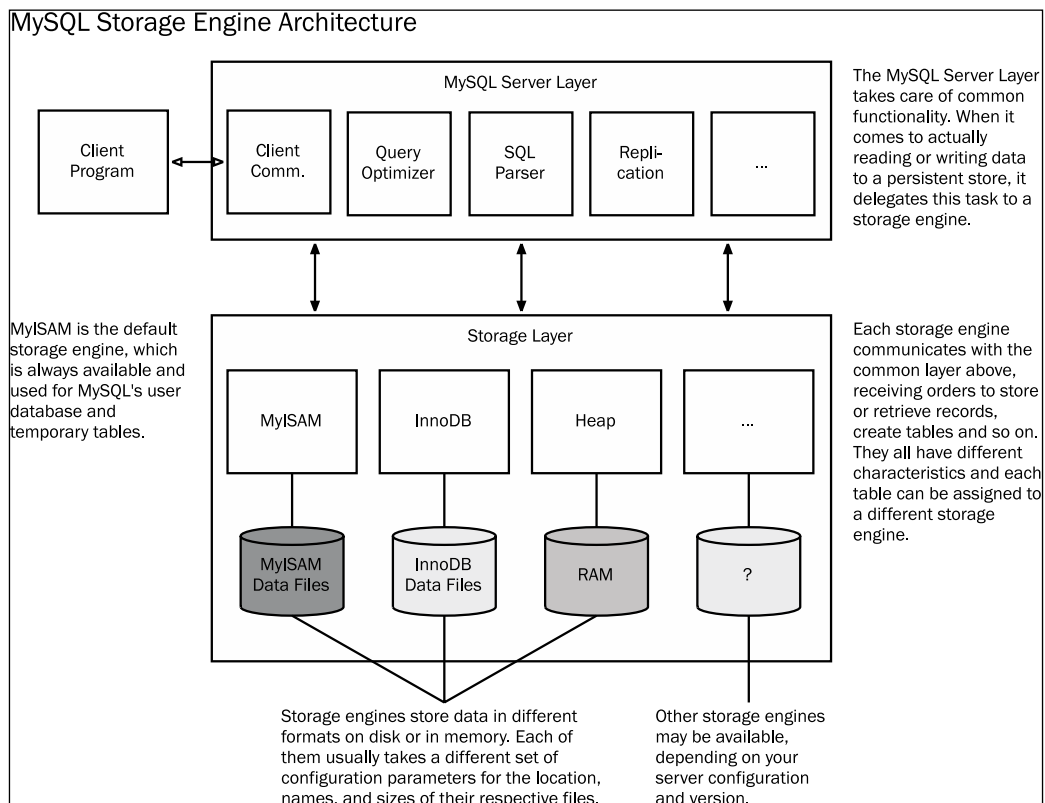 MySQL Storage Engine Architecture
MySQL Server Layer
Client
Program
Client
Comm.
Query
Optimizer
SQL
Parser
Repli-
cation
...
The MySQL Server Layer
takes care of common
functionality. When it
comes to actually
reading or writing data
to a persistent store, it
delegates this task to a
storage engine.
MyISAM is the default
storage engine, which
is always available and
used for MySQL's user
database and
temporary tables.
Storage Layer
MyISAM
InnoDB
Heap
...
MyISAM
Data Files
InnoDB
Data Files
RAM
?
Each storage engine
communicates with the
common layer above,
receiving orders to store
or retrieve records,
create tables and so on.
They all have different
characteristics and each
table can be assigned to
a different storage
engine.
Storage engines store data in different
formats on disk or in memory. Each of
them usually takes a different set of
configuration parameters for the location,
names, and sizes of their respective files.
Other storage engines
may be available,
depending on your
server configuration
and version.